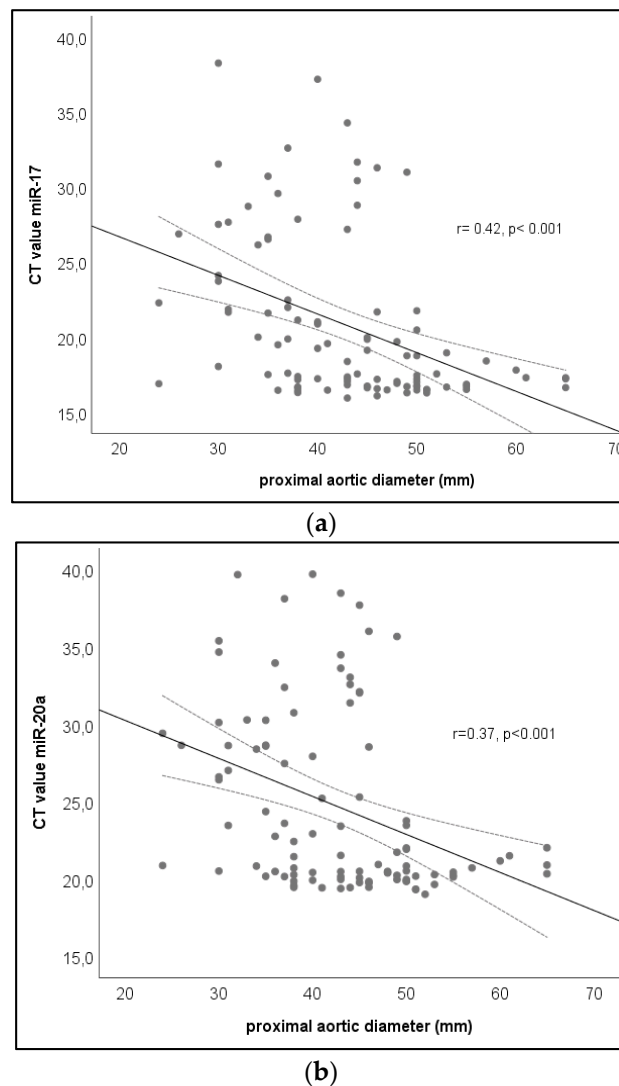 40,0
35,0
30,0
25,0
20,0
15,0
CT value miR-17
r= 0.42, p< 0.001
20 30 40 50 60 70
proximal aortic diameter (mm)
(a)
40,0
35,0
30,0
25,0
20,0
15,0
CT value miR-20a
r=0.37, p<0.001
20 30 40 50 60 70
proximal aortic diameter (mm)
(b)